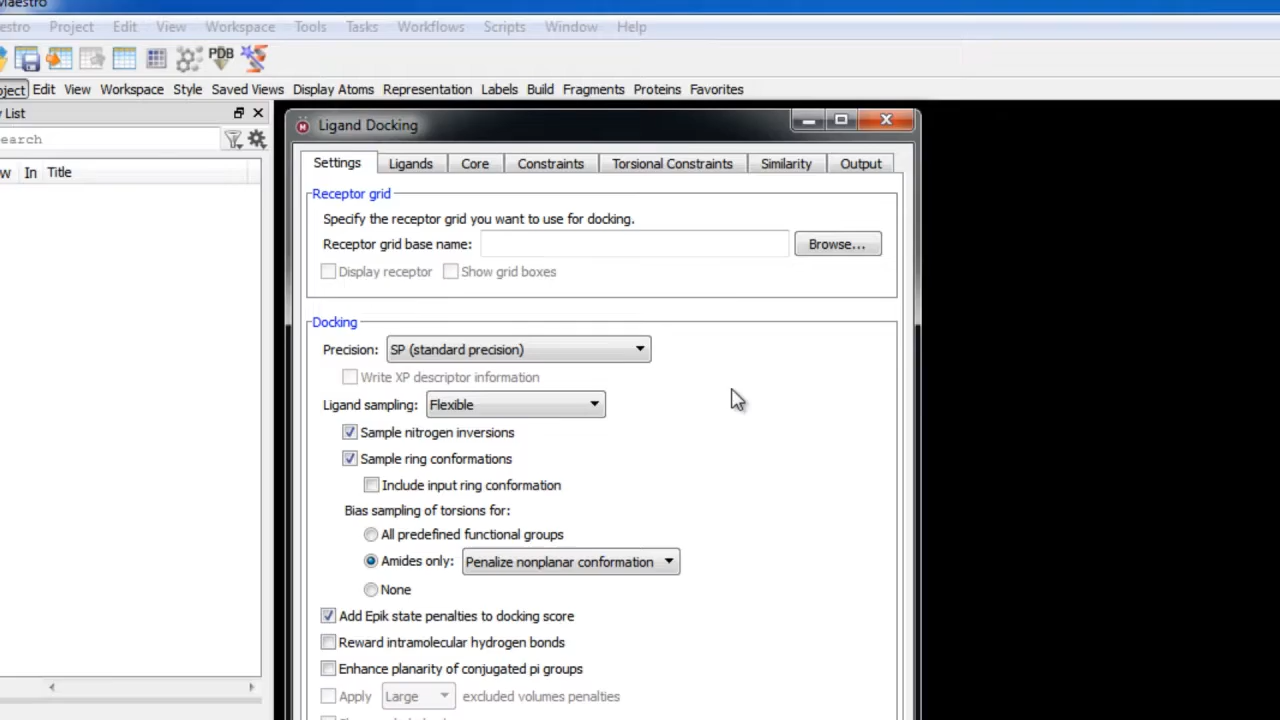 Maestro
estro Project Edit View Workspace Tools Tasks Workflows Scripts Window Help
PDB
oject Edit View Workspace Style Saved Views Display Atoms Representation Labels Build Fragments Proteins Favorites
List
Ligand Docking
earch
w In Title
Settings Ligands Core Constraints Torsional Constraints Similarity Output
Receptor grid
Specify the receptor grid you want to use for docking.
Receptor grid base name: Browse...
Display receptor Show grid boxes
Docking
Precision: SP (standard precision)
Write XP descriptor information
Ligand sampling: Flexible
Sample nitrogen inversions
Sample ring conformations
Include input ring conformation
Bias sampling of torsions for:
All predefined functional groups
Amides only: Penalize nonplanar conformation
None
Add Epik state penalties to docking score
Reward intramolecular hydrogen bonds
Enhance planarity of conjugated pi groups
Apply Large excluded volumes penalties